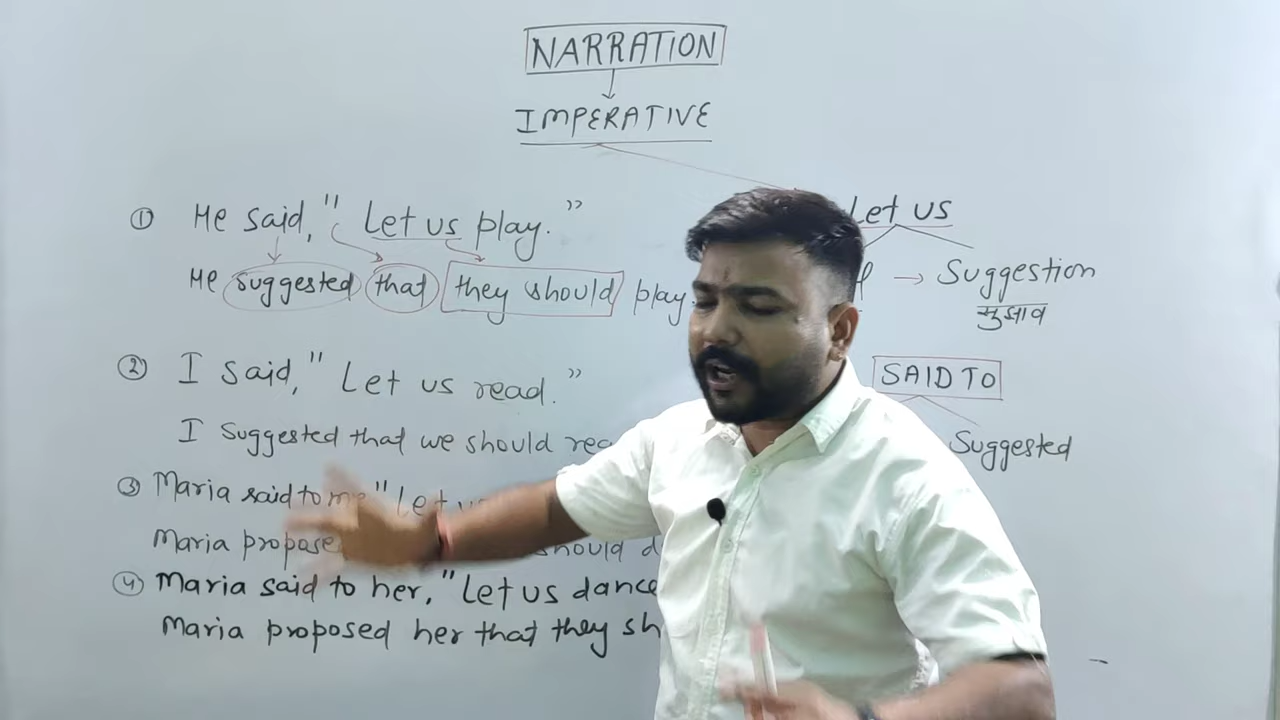 NARRATION
IMPERATIVE
Let us
① He said, "Let us play."
He suggested that they should play.
→ Suggestion
सुझाव
② I said, "Let us read."
I suggested that we should
SAID TO
Suggested
③ Maria said to me "Let
Maria should
④ Maria said to her, "Let us dance
Maria proposed her that they